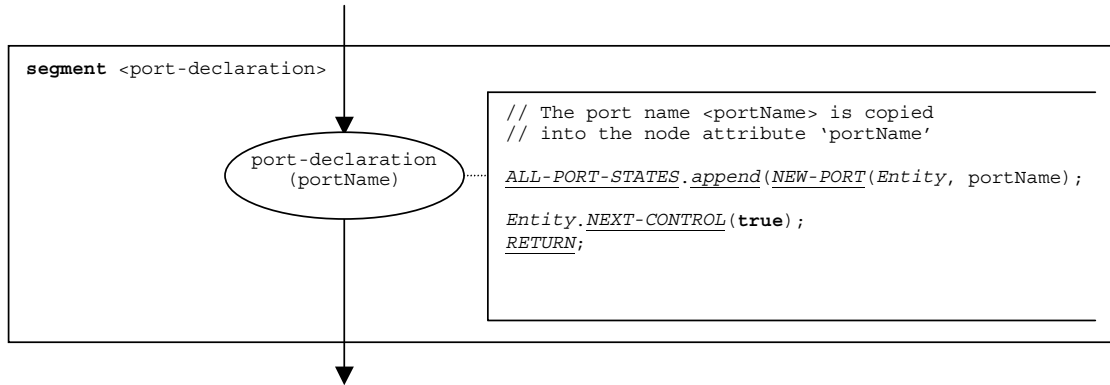 segment <port-declaration>
port-declaration
(portName)
// The port name <portName> is copied
// into the node attribute ‘portName’
ALL-PORT-STATES.append(NEW-PORT(Entity, portName);
Entity.NEXT-CONTROL(true);
RETURN;